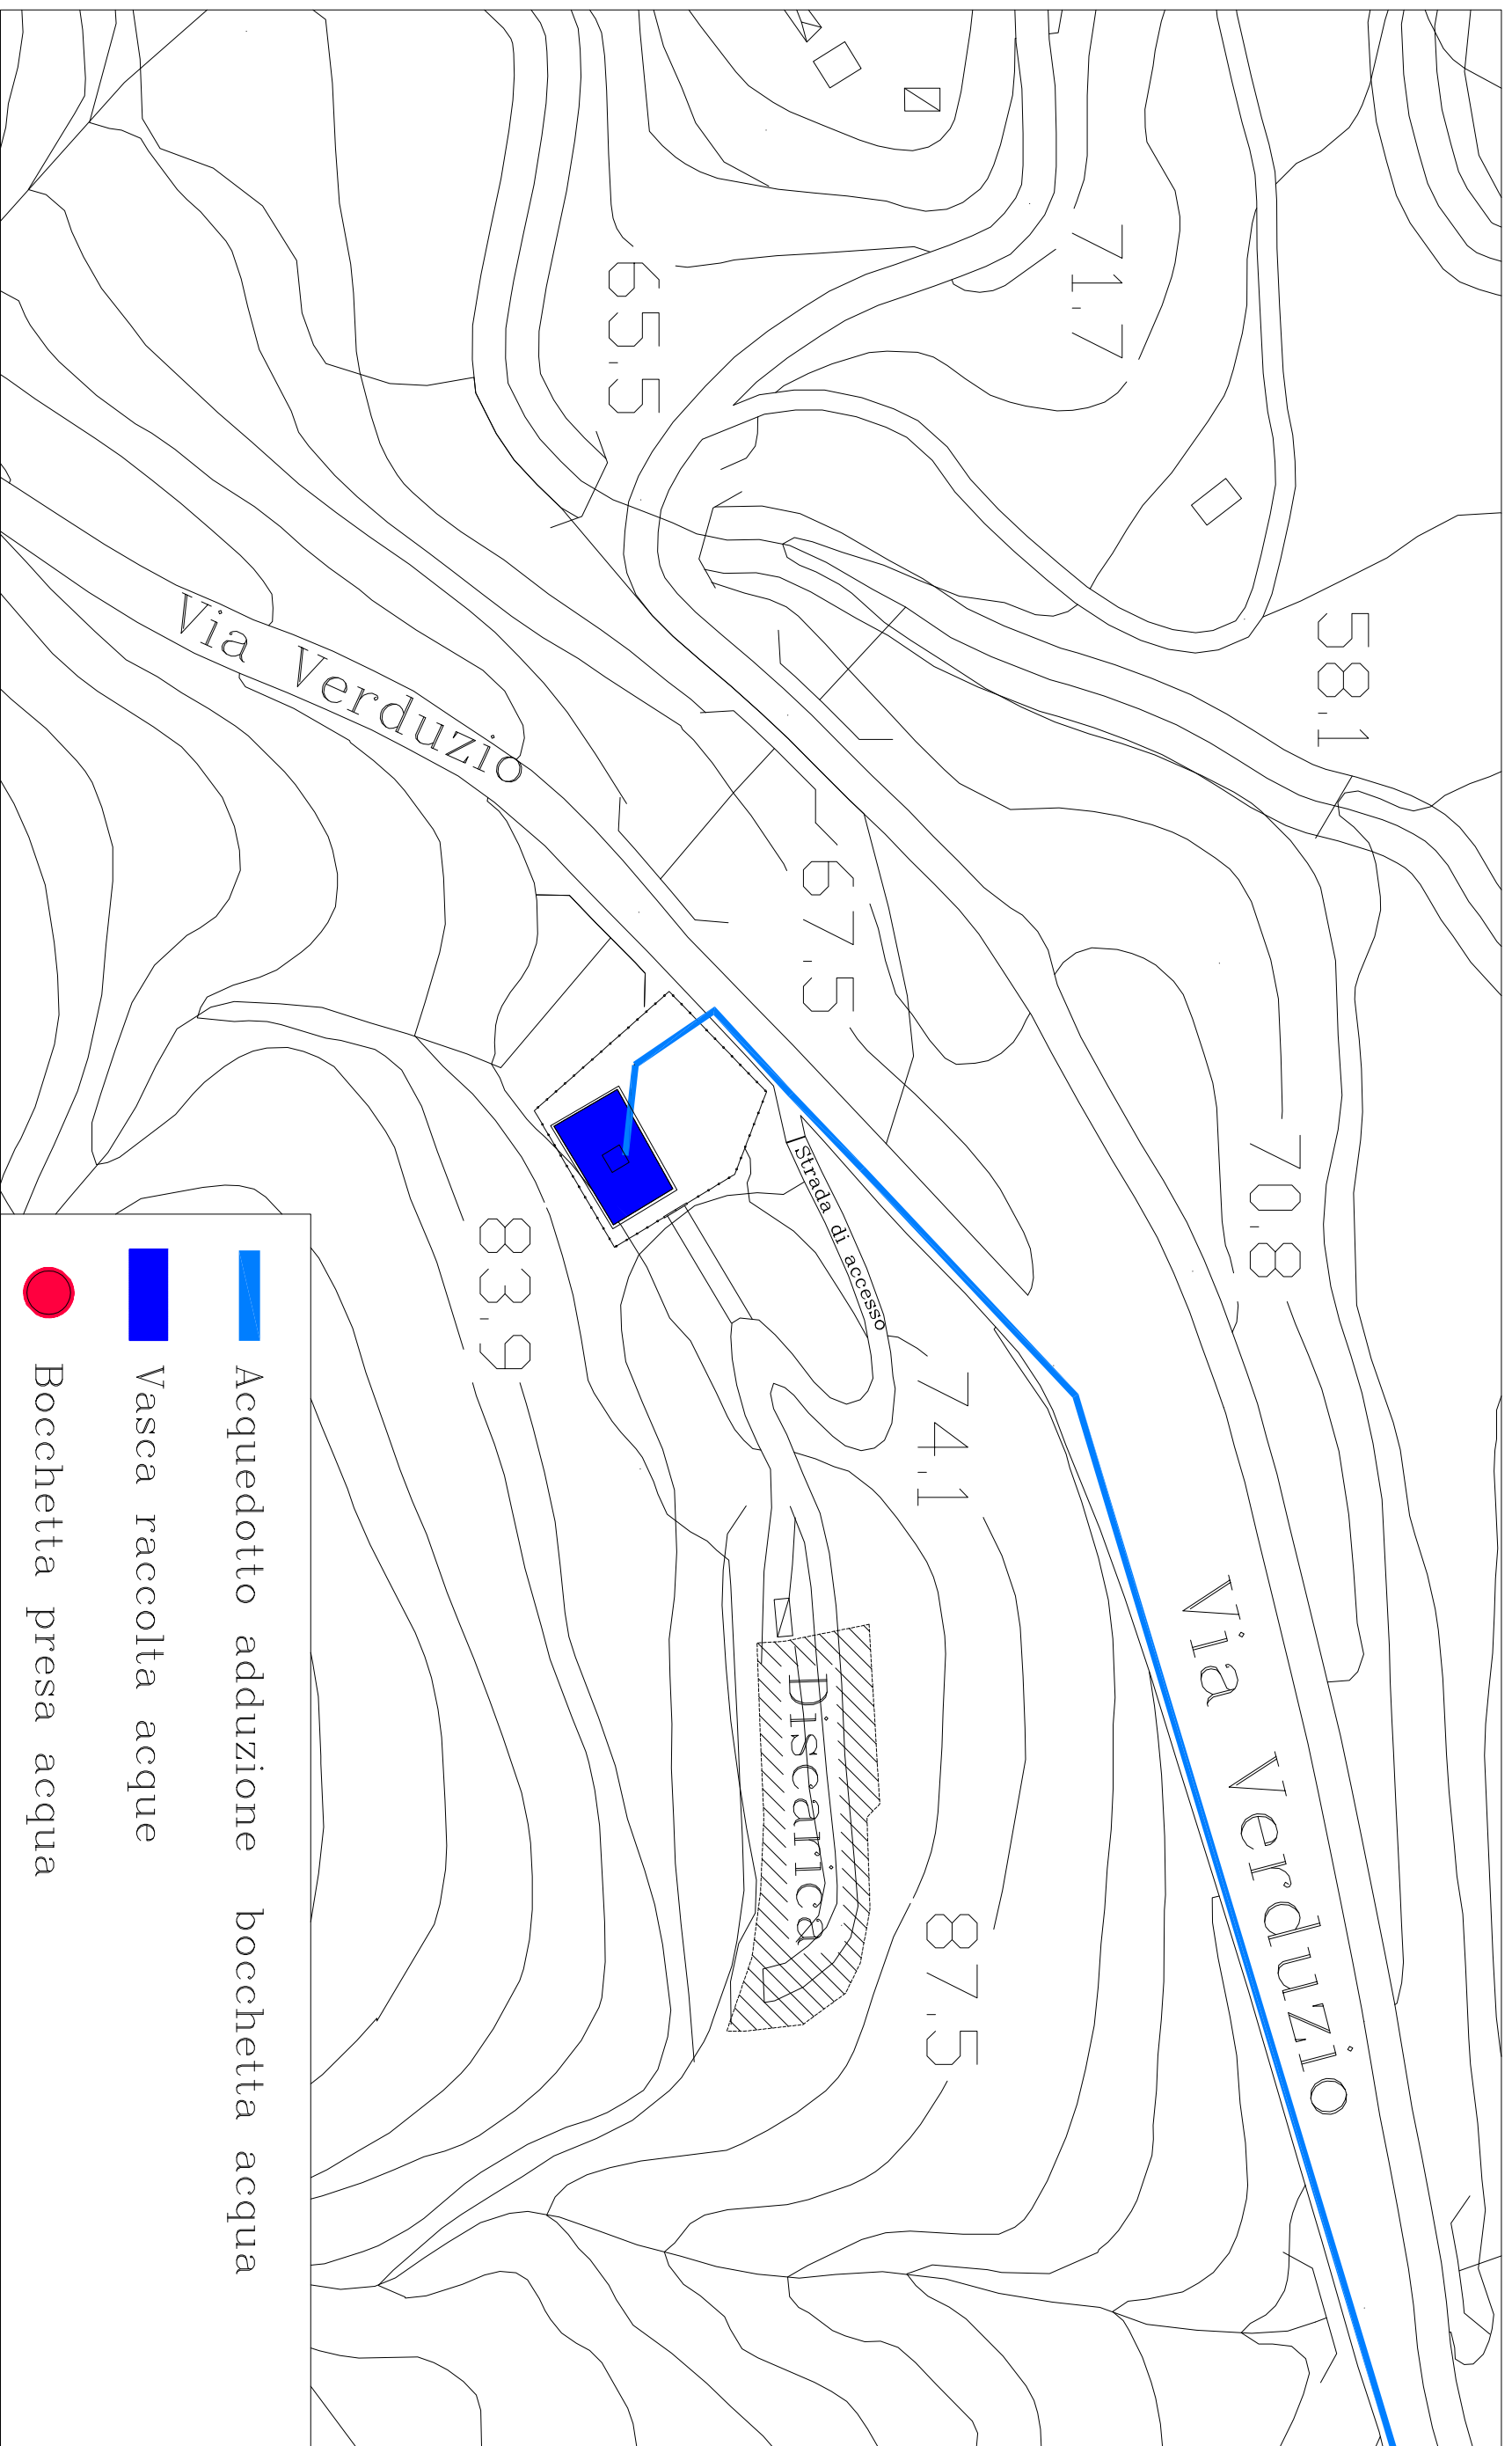 58,1
Via Verduzio
70,8
71,7
87,5
74,1
67,5
Strada di accesso
Discarica
65,5
83,9
Via Verduzio
Acquedotto adduzione bocchetta acqua
Vasca raccolta acque
Bocchetta presa acqua